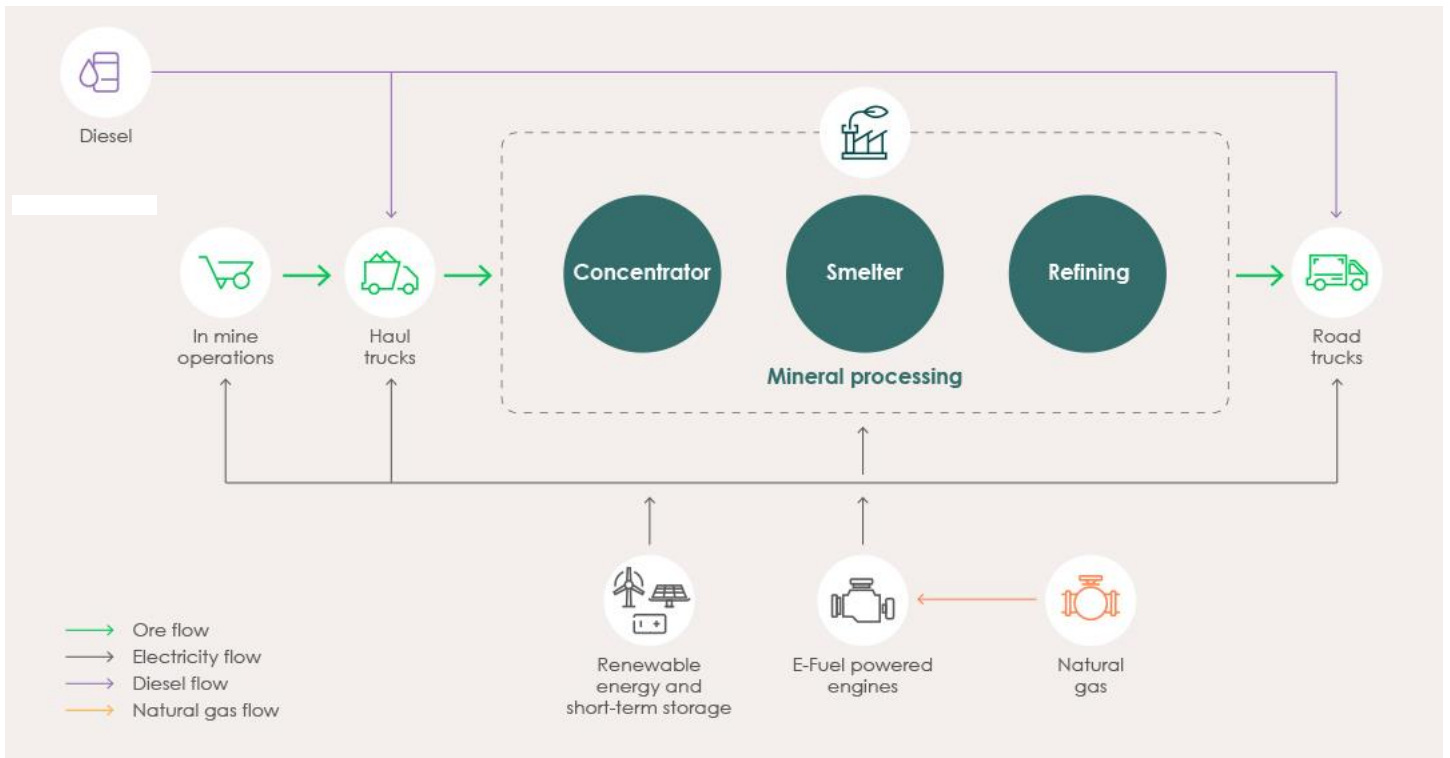 Diesel
Concentrator
Smelter
Refining
In mine
operations
Haul
trucks
Road
trucks
Mineral processing
Ore flow
Electricity flow
Diesel flow
Natural gas flow
Renewable
energy and
short-term storage
E-Fuel powered
engines
Natural
gas